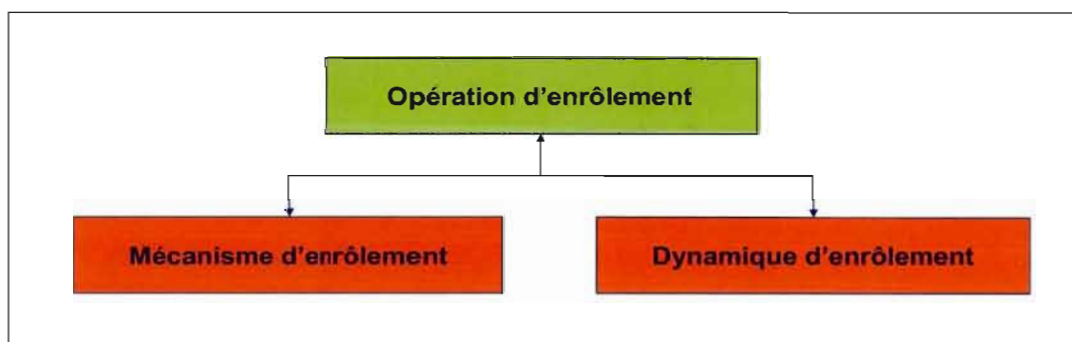 Opération d'enrôlement
Mécanisme d'enrôlement
Dynamique d'enrôlement